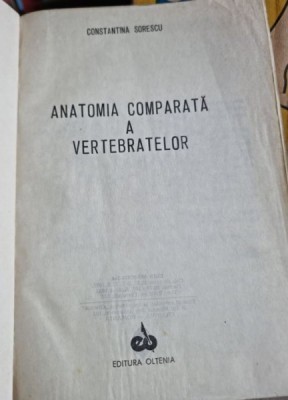 CONSTANTINA SORESCU
ANATOMIA COMPARATĂ
A
VERTEBRATELOR
EDITURA OLTENIA